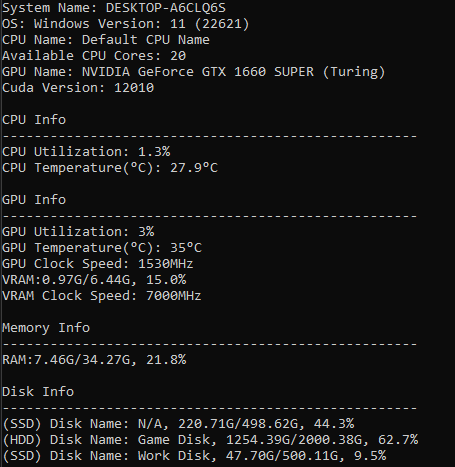 System Name: DESKTOP-A6CLQ6S
OS: Windows Version: 11 (22621)
CPU Name: Default CPU Name
Available CPU Cores: 20
GPU Name: NVIDIA GeForce GTX 1660 SUPER (Turing)
Cuda Version: 12010
CPU Info
----------------------------------------------------
CPU Utilization: 1.3%
CPU Temperature(°C): 27.9°C
GPU Info
----------------------------------------------------
GPU Utilization: 3%
GPU Temperature(°C): 35°C
GPU Clock Speed: 1530MHz
VRAM:0.97G/6.44G, 15.0%
VRAM Clock Speed: 7000MHz
Memory Info
----------------------------------------------------
RAM:7.46G/34.27G, 21.8%
Disk Info
----------------------------------------------------
(SSD) Disk Name: N/A, 220.71G/498.62G, 44.3%
(HDD) Disk Name: Game Disk, 1254.39G/2000.38G, 62.7%
(SSD) Disk Name: Work Disk, 47.70G/500.11G, 9.5%